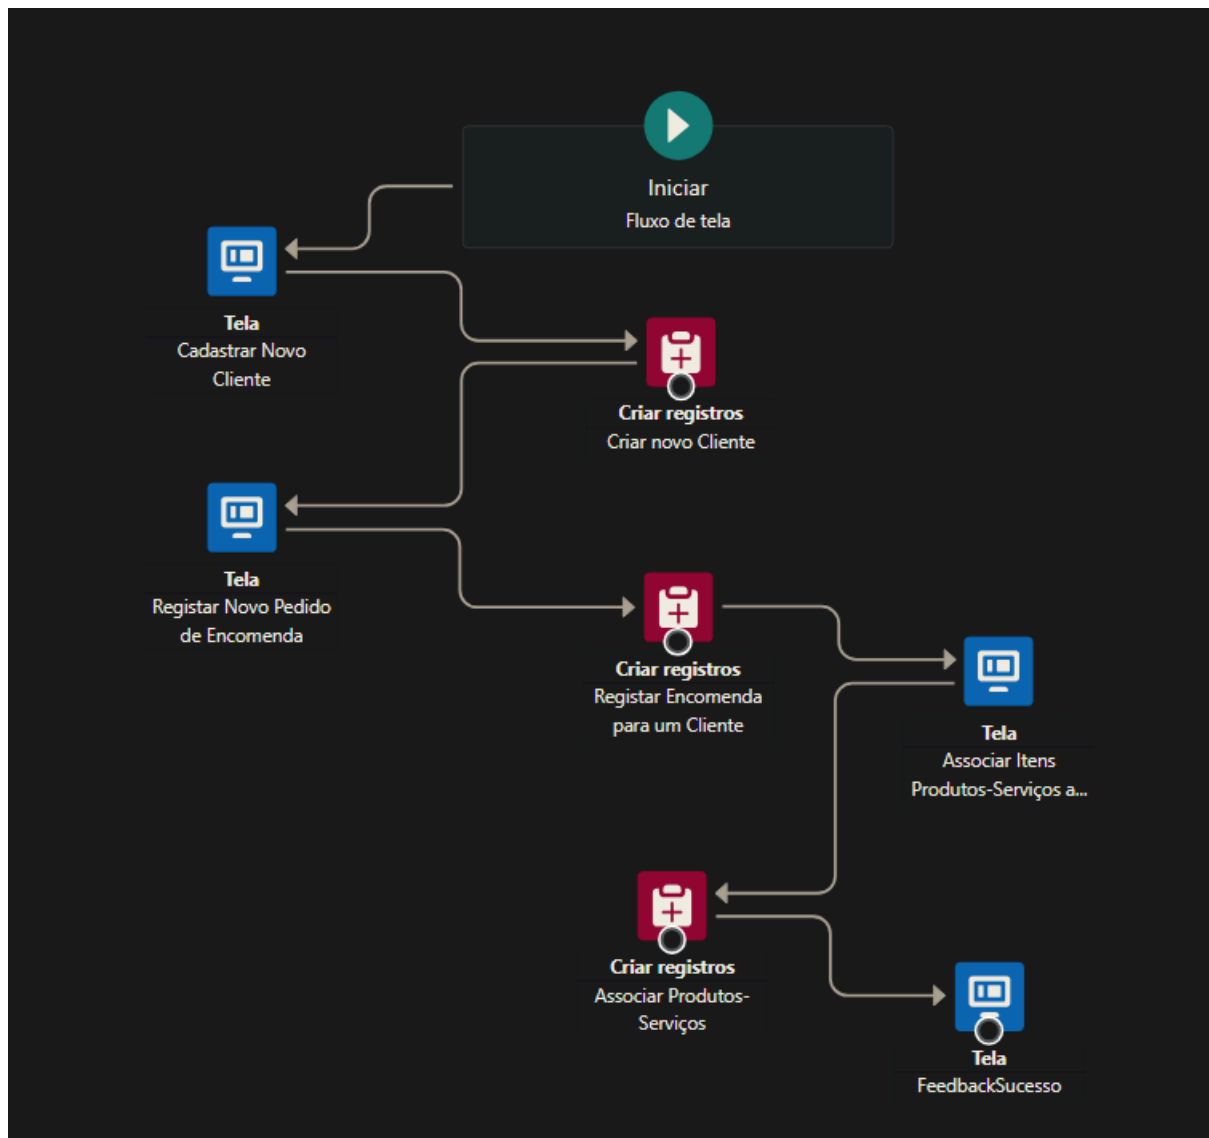 Iniciar
Fluxo de tela
Tela
Cadastrar Novo
Cliente
Criar registros
Criar novo Cliente
Tela
Registar Novo Pedido
de Encomenda
Criar registros
Registar Encomenda
para um Cliente
Tela
Associar Itens
Produtos-Serviços a...
Criar registros
Associar Produtos-
Serviços
Tela
FeedbackSucesso